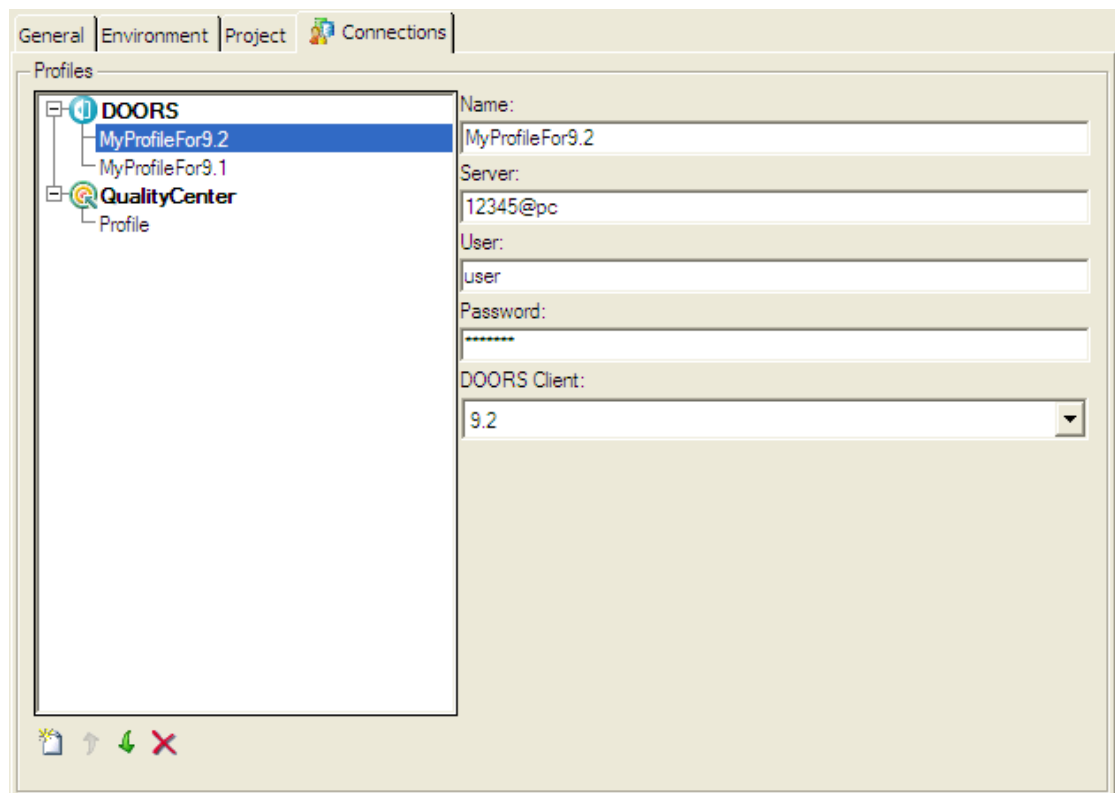 General Environment Project Connections
Profiles
DOORS
MyProfileFor9.2
MyProfileFor9.1
QualityCenter
Profile
Name:
MyProfileFor9.2
Server:
12345@pc
User:
user
Password:
*******
DOORS Client:
9.2